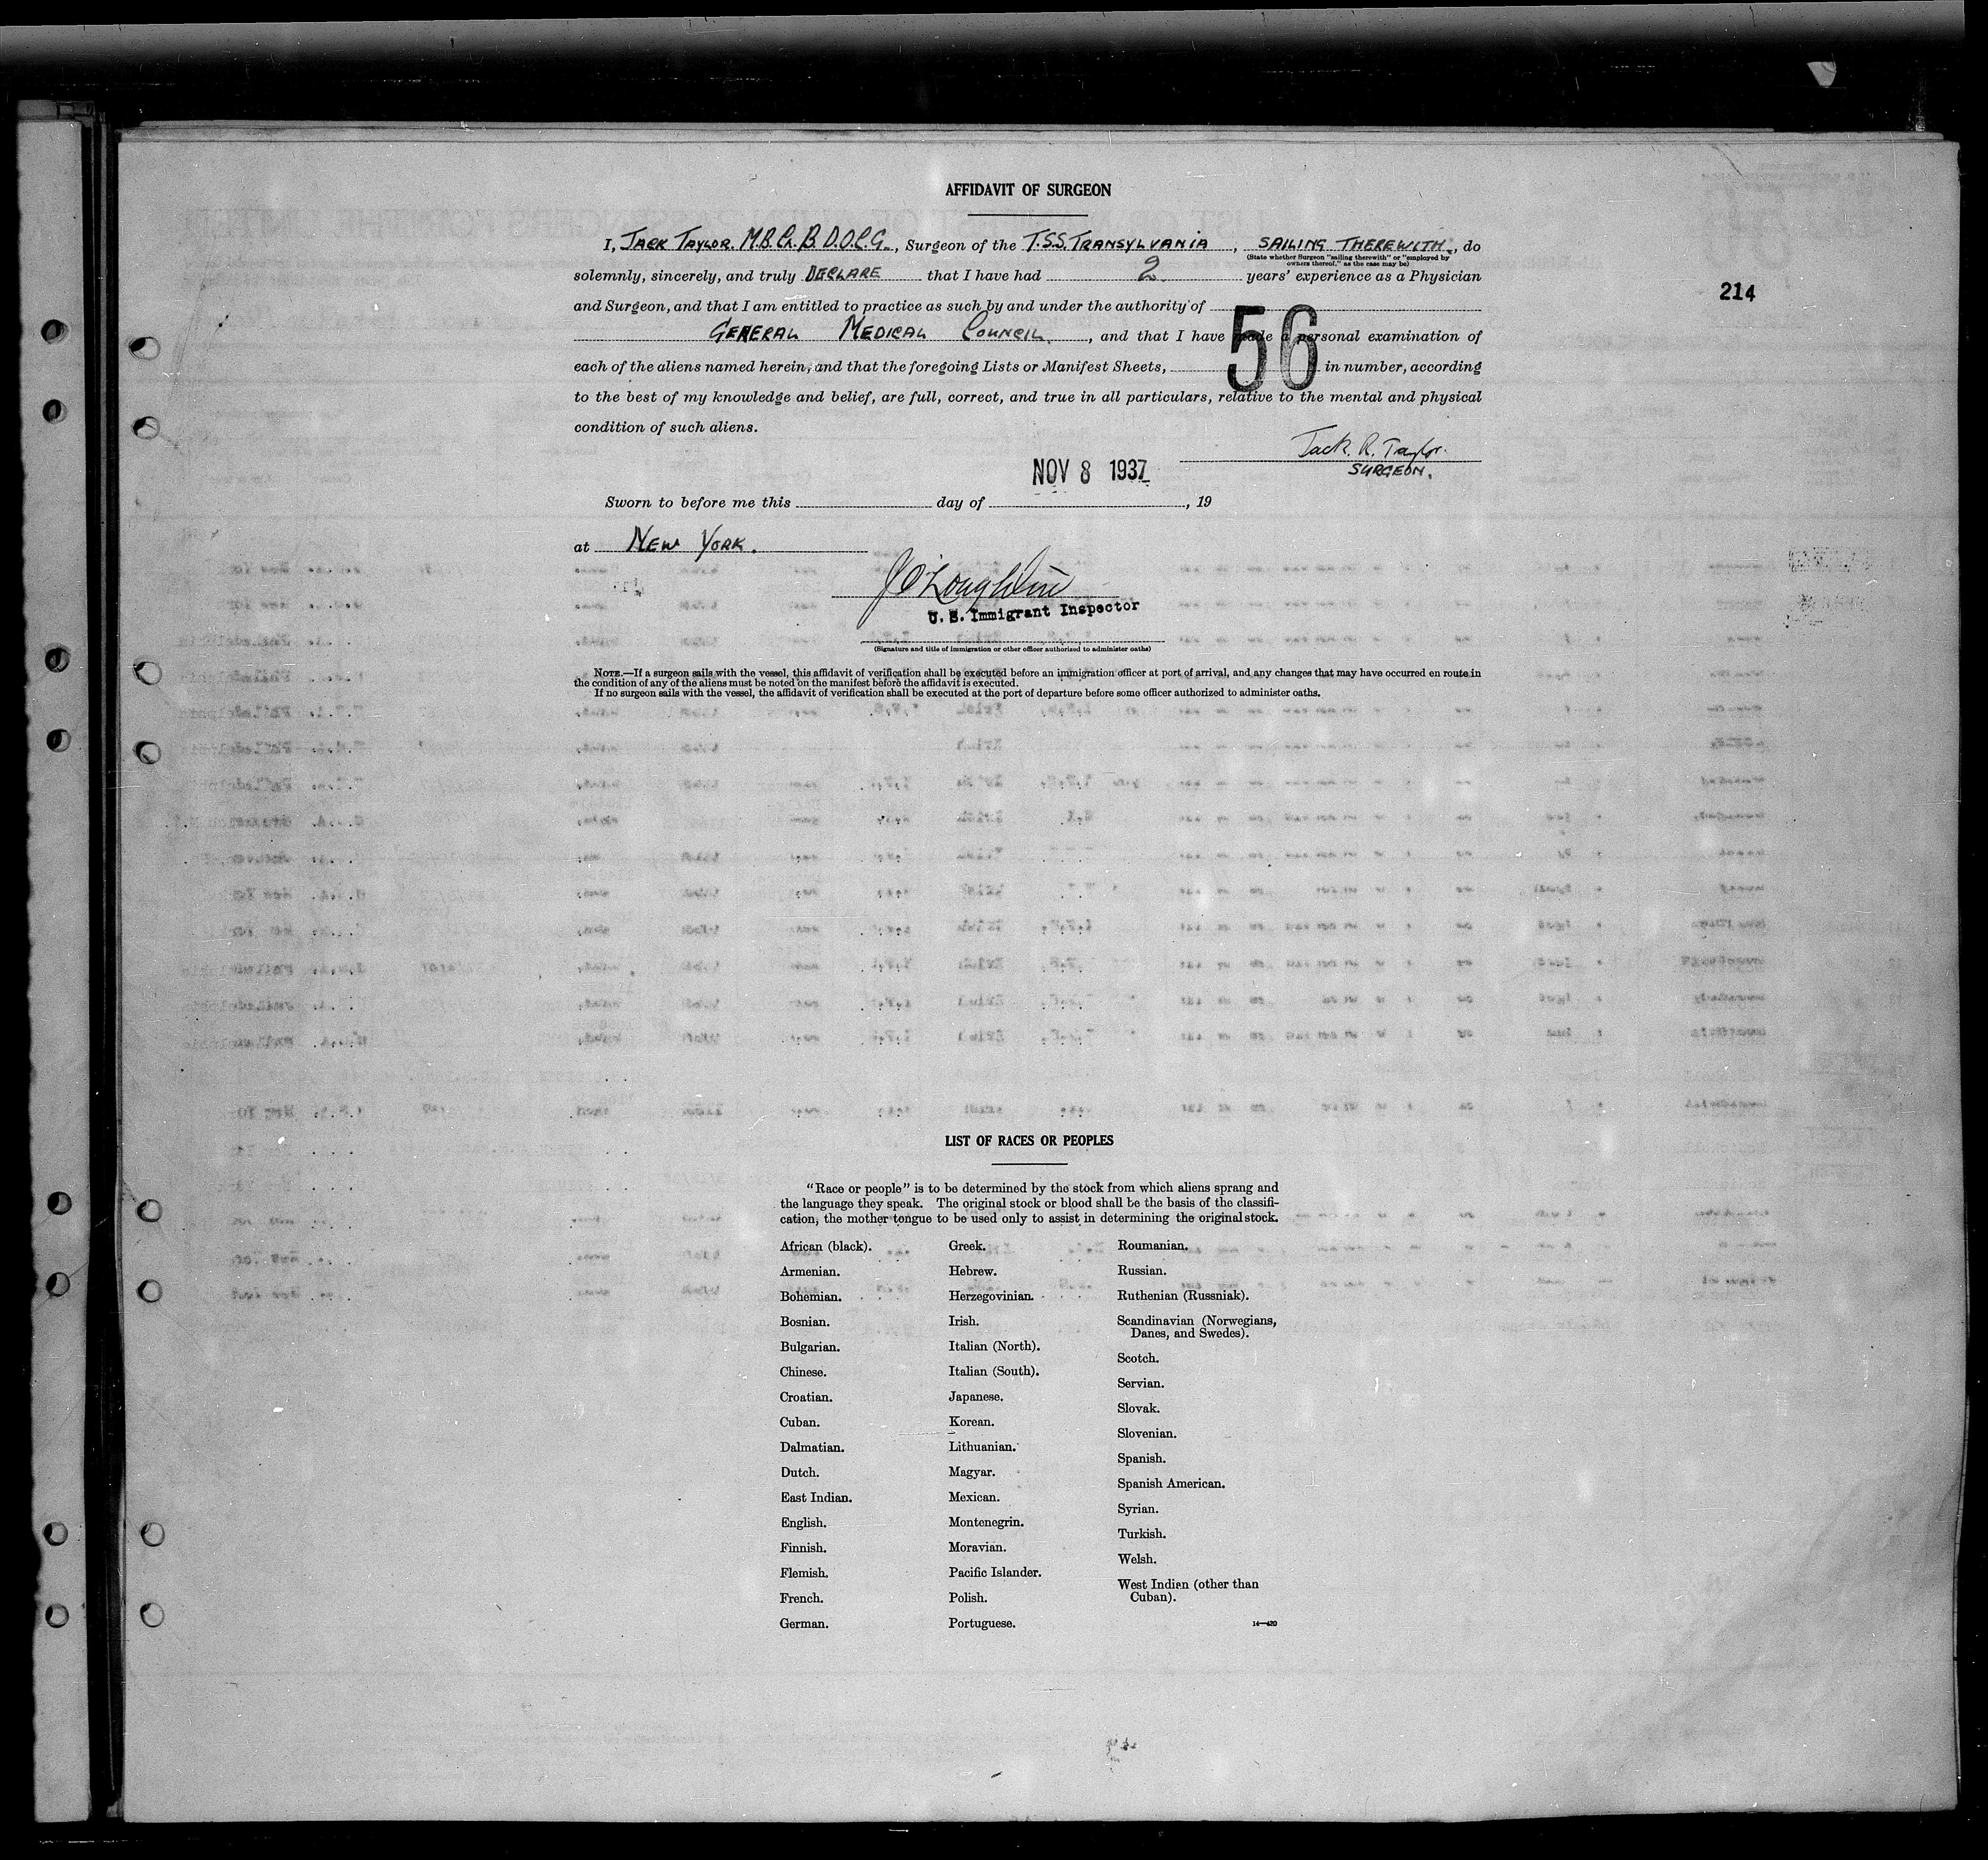 AFFIDAVIT OF SURGEON
214
I, JACK TAYLOR. M.B.Ch.B. D.O.C.G., Surgeon of the T.S.S. TRANSYLVANIA, SAILING THEREWITH, do
(State whether Surgeon "sailing therewith" or "employed by
owners thereof," as the case may be)
solemnly, sincerely, and truly DECLARE that I have had 2 years' experience as a Physician
and Surgeon, and that I am entitled to practice as such by and under the authority of
GENERAL MEDICAL COUNCIL., and that I have made a personal examination of
each of the aliens named herein, and that the foregoing Lists or Manifest Sheets, 56 in number, according
to the best of my knowledge and belief, are full, correct, and true in all particulars, relative to the mental and physical
condition of such aliens.
Jack. R. Taylor.
SURGEON.
NOV 8 1937
Sworn to before me this day of , 19
at NEW YORK.
J O'Loughlin
U. S. Immigrant Inspector
(Signature and title of immigration or other officer authorized to administer oaths)
NOTE.—If a surgeon sails with the vessel, this affidavit of verification shall be executed before an immigration officer at port of arrival, and any changes that may have occurred en route in
the condition of any of the aliens must be noted on the manifest before the affidavit is executed.
If no surgeon sails with the vessel, the affidavit of verification shall be executed at the port of departure before some officer authorized to administer oaths.
LIST OF RACES OR PEOPLES
"Race or people" is to be determined by the stock from which aliens sprang and
the language they speak. The original stock or blood shall be the basis of the classifi-
cation, the mother tongue to be used only to assist in determining the original stock.
African (black).
Armenian.
Bohemian.
Bosnian.
Bulgarian.
Chinese.
Croatian.
Cuban.
Dalmatian.
Dutch.
East Indian.
English.
Finnish.
Flemish.
French.
German.
Greek.
Hebrew.
Herzegovinian.
Irish.
Italian (North).
Italian (South).
Japanese.
Korean.
Lithuanian.
Magyar.
Mexican.
Montenegrin.
Moravian.
Pacific Islander.
Polish.
Portuguese.
Roumanian.
Russian.
Ruthenian (Russniak).
Scandinavian (Norwegians,
Danes, and Swedes).
Scotch.
Servian.
Slovak.
Slovenian.
Spanish.
Spanish American.
Syrian.
Turkish.
Welsh.
West Indian (other than
Cuban).
14—420